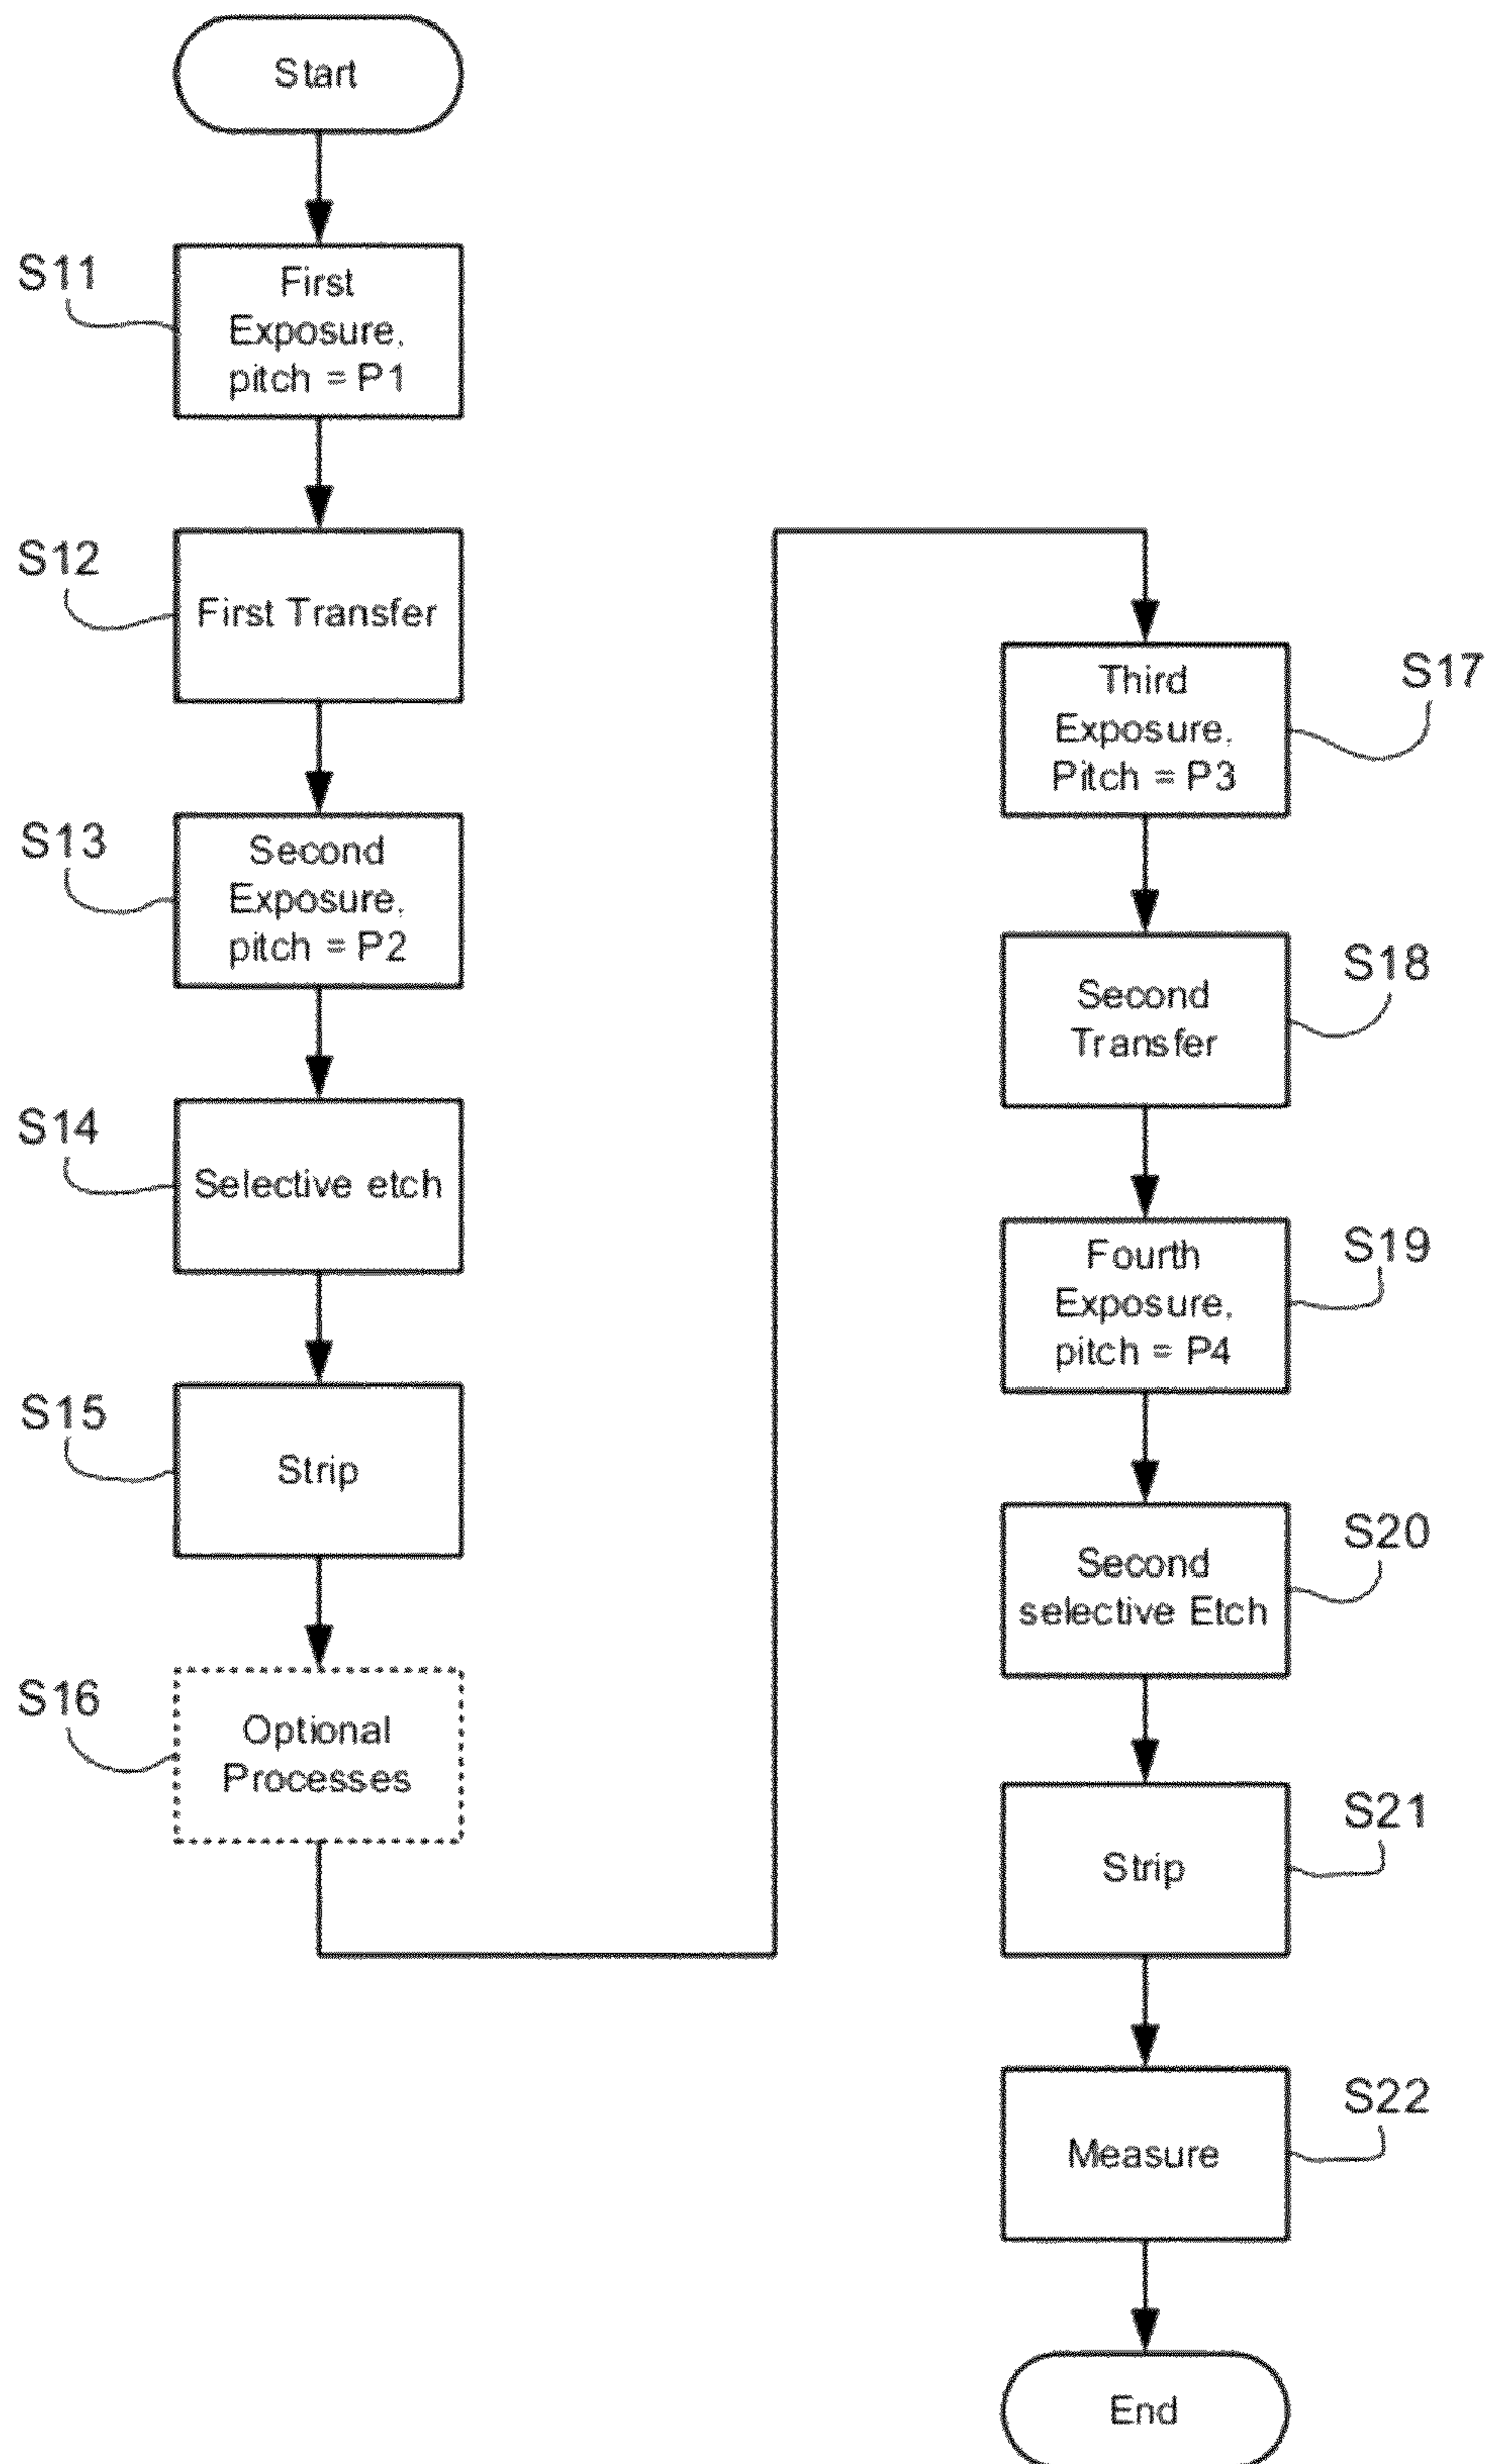 Start
S11
First
Exposure,
pitch = P1
S12
First Transfer
S13
Second
Exposure,
pitch = P2
S14
Selective etch
S15
Strip
S16
Optional
Processes
Third
Exposure,
Pitch = P3
S17
Second
Transfer
S18
Fourth
Exposure,
pitch = P4
S19
Second
selective Etch
S20
Strip
S21
Measure
S22
End